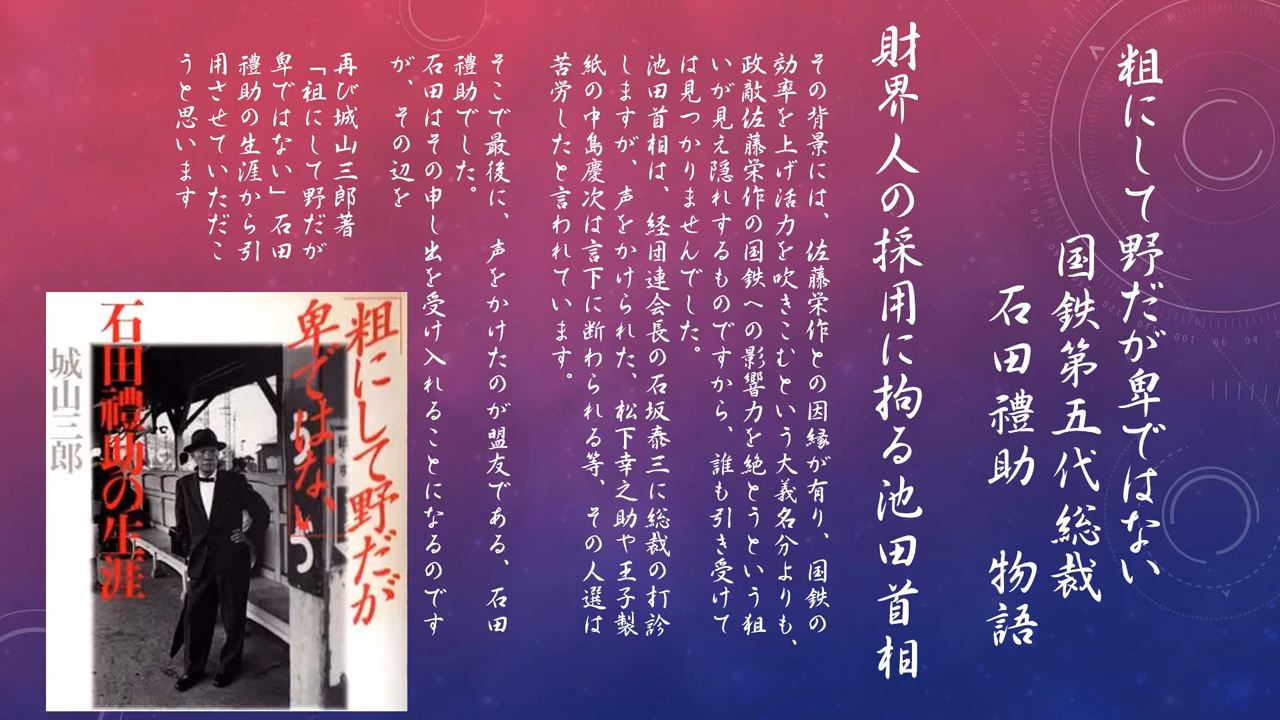 粗にして野だが卑ではない
国鉄第五代総裁
石田禮助　物語
財界人の採用に拘る池田首相
その背景には、佐藤栄作との因縁が有り、国鉄の
効率を上げ活力を吹きこむという大義名分よりも、
政敵佐藤栄作の国鉄への影響力を絶とうという狙
いが見え隠れするものですから、誰も引き受けて
は見つかりませんでした。
池田首相は、経団連会長の石坂泰三に総裁の打診
しますが、声をかけられた、松下幸之助や王子製
紙の中島慶次は言下に断わられる等、その人選は
苦労したと言われています。
そこで最後に、声をかけたのが盟友である、石田
禮助でした。
石田はその申し出を受け入れることになるのです
が、その辺を
再び城山三郎著
「祖にして野だが
卑ではない」石田
禮助の生涯から引
用させていただこ
うと思います
「粗にして野だが
卑ではない」
石田禮助の生涯
城山三郎